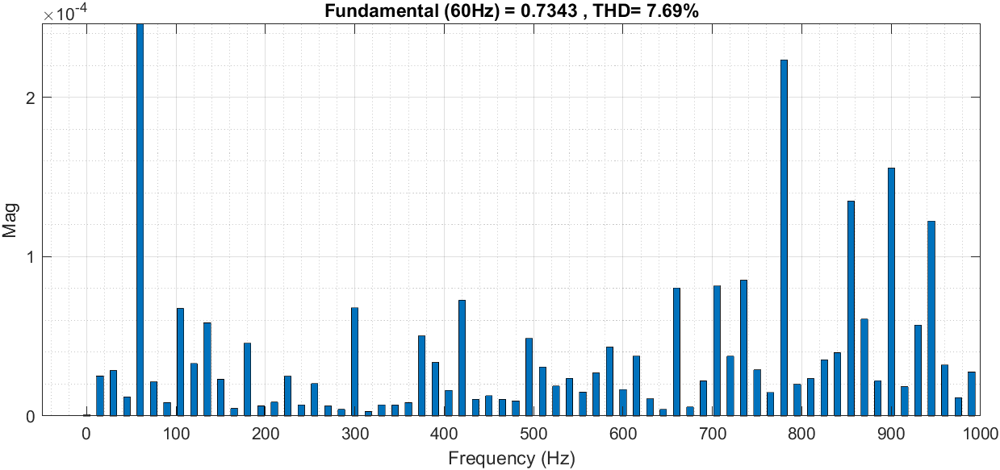 Fundamental (60Hz) = 0.7343 , THD= 7.69%
×10-4
2
1
0
Mag
0 100 200 300 400 500 600 700 800 900 1000
Frequency (Hz)